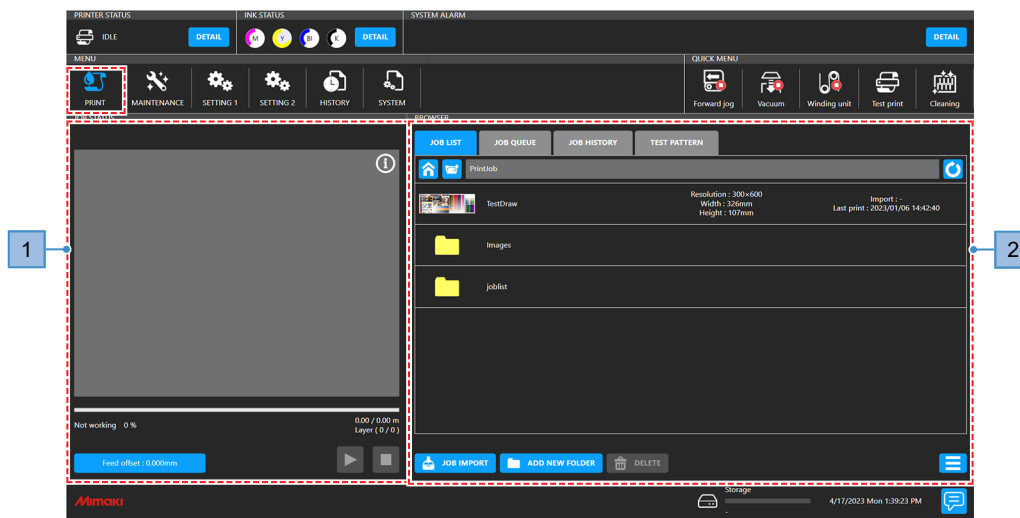 PRINTER STATUS
INK STATUS
SYSTEM ALARM
IDLE
DETAIL
M
Y
Bl
K
DETAIL
DETAIL
MENU
QUICK MENU
PRINT
MAINTENANCE
SETTING 1
SETTING 2
HISTORY
SYSTEM
Forward jog
Vacuum
Winding unit
Test print
Cleaning
JOB STATUS
BROWSER
JOB LIST
JOB QUEUE
JOB HISTORY
TEST PATTERN
PrintJob
TestDraw
Resolution : 300×600
Width : 326mm
Height : 107mm
Import : -
Last print : 2023/01/06 14:42:40
Images
joblist
1
2
Not working 0 %
0.00 / 0.00 m
Layer ( 0 / 0 )
Feed offset : 0.000mm
JOB IMPORT
ADD NEW FOLDER
DELETE
Mimaki
Storage
-
4/17/2023 Mon 1:39:23 PM